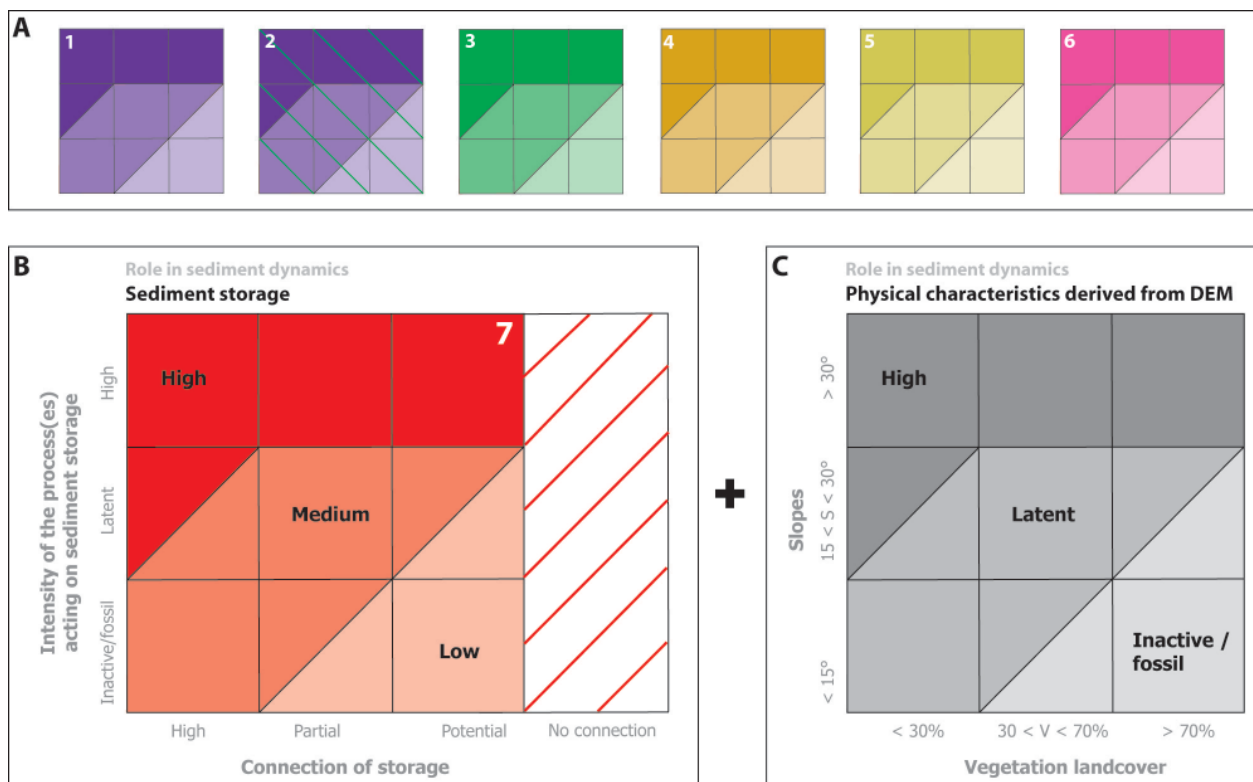 A
1
2
3
4
5
6
B
Role in sediment dynamics
Sediment storage
7
High
Medium
Low
Intensity of the process(es)
acting on sediment storage
High
Latent
Inactive/fossil
High
Partial
Potential
No connection
Connection of storage
+
C
Role in sediment dynamics
Physical characteristics derived from DEM
High
Latent
Inactive /
fossil
Slopes
> 30°
15 < S < 30°
< 15°
< 30%
30 < V < 70%
> 70%
Vegetation landcover